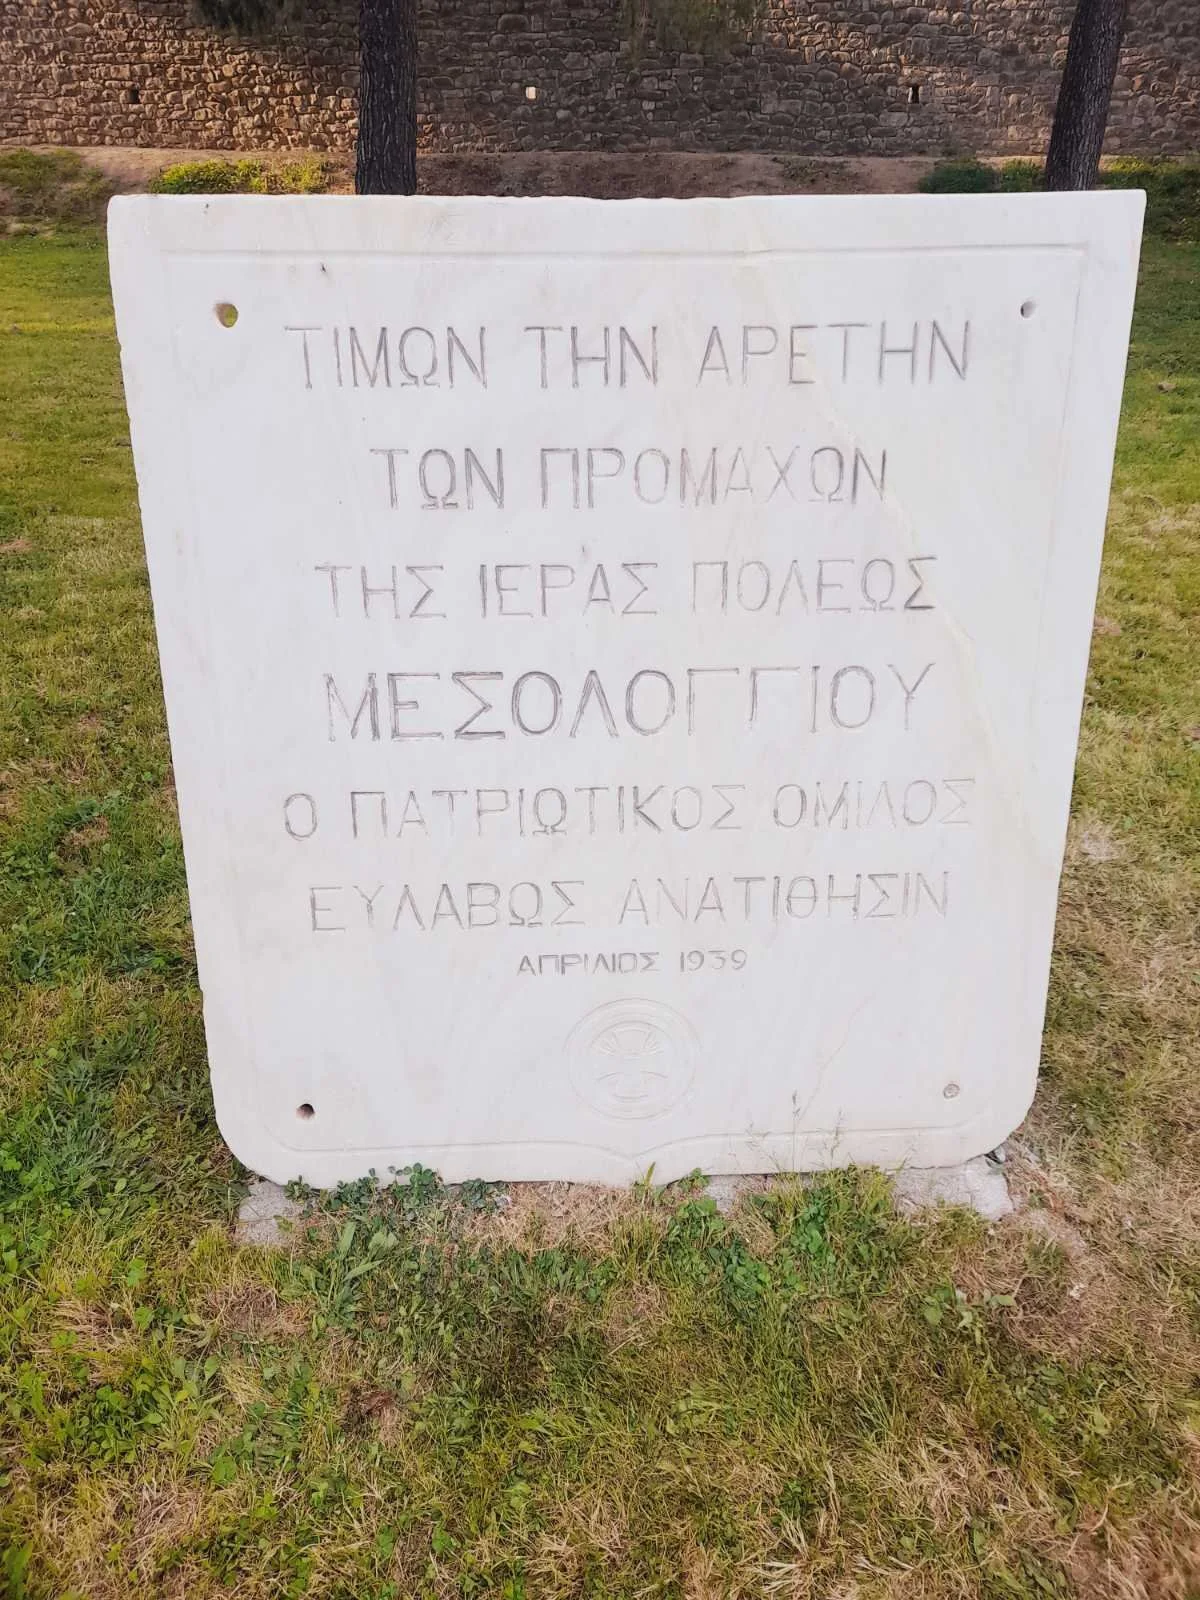 ΤΙΜΩΝ ΤΗΝ ΑΡΕΤΗΝ
ΤΩΝ ΠΡΟΜΑΧΩΝ
ΤΗΣ ΙΕΡΑΣ ΠΟΛΕΩΣ
ΜΕΣΟΛΟΓΓΙΟΥ
Ο ΠΑΤΡΙΩΤΙΚΟΣ ΟΜΙΛΟΣ
ΕΥΛΑΒΩΣ ΑΝΑΤΙΘΗΣΙΝ
ΑΠΡΙΛΙΟΣ 1939